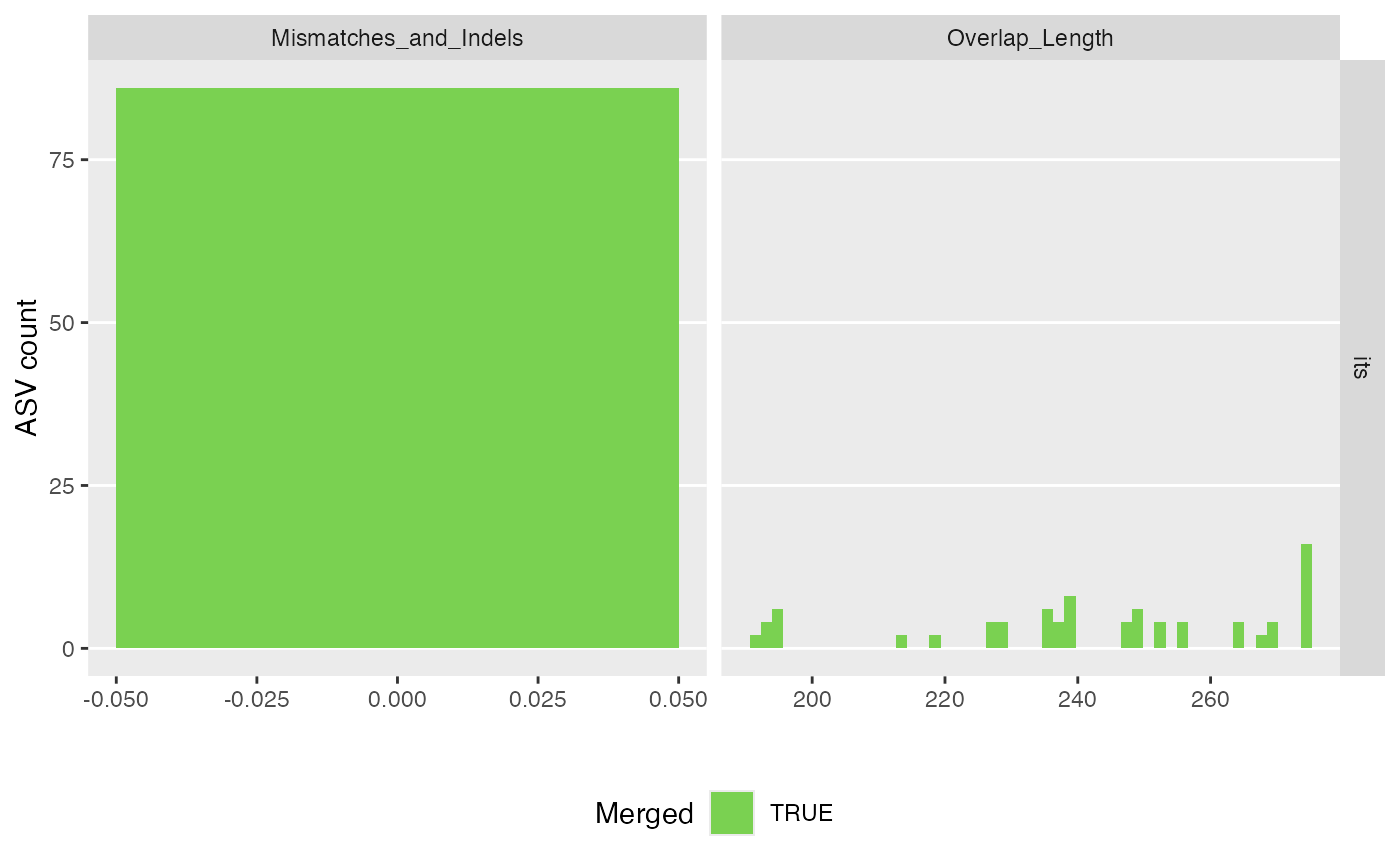 Mismatches_and_Indels
Overlap_Length
its
ASV count
75
50
25
0
-0.050
-0.025
0.000
0.025
0.050
200
220
240
260
Merged
TRUE